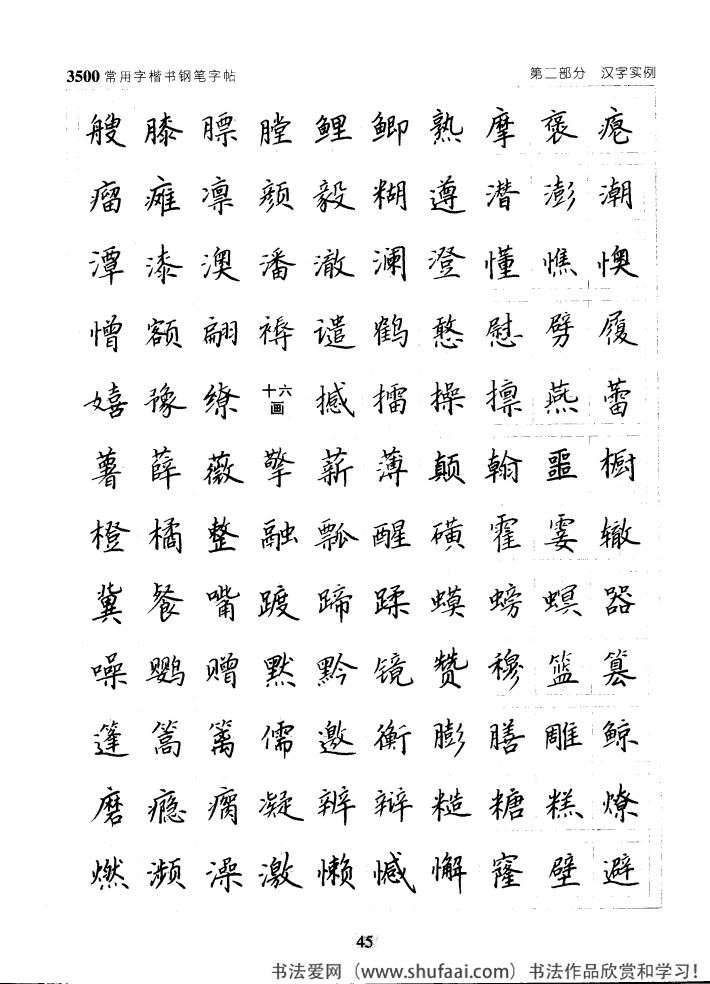 3500常用字楷书钢笔字帖 第二部分 汉字实例
艘膝膘膛鲤鲫熟摩褒瘪
瘤瘫凛颜毅糊遵潜澎潮
潭漆澳潘澈澜澄懂憔懊
憎额翩褥谴鹤憨慰劈履
嬉豫缭十六画撼擂操擅燕蕾
薯薛薇擎薪薄颠翰噩橱
橙橘整融瓢醒磺霍霎辙
冀餐嘴踱蹄蹂蟆螃螟器
噪鹦赠默黔镜赞穆篮篡
篷篙篱儒邀衡膨膳雕鲸
磨瘾瘸凝辨辩糙糖糕燎
燃濒澡激懒憾懈窿壁避
45
书法爱网（www.shufaai.com）书法作品欣赏和学习！